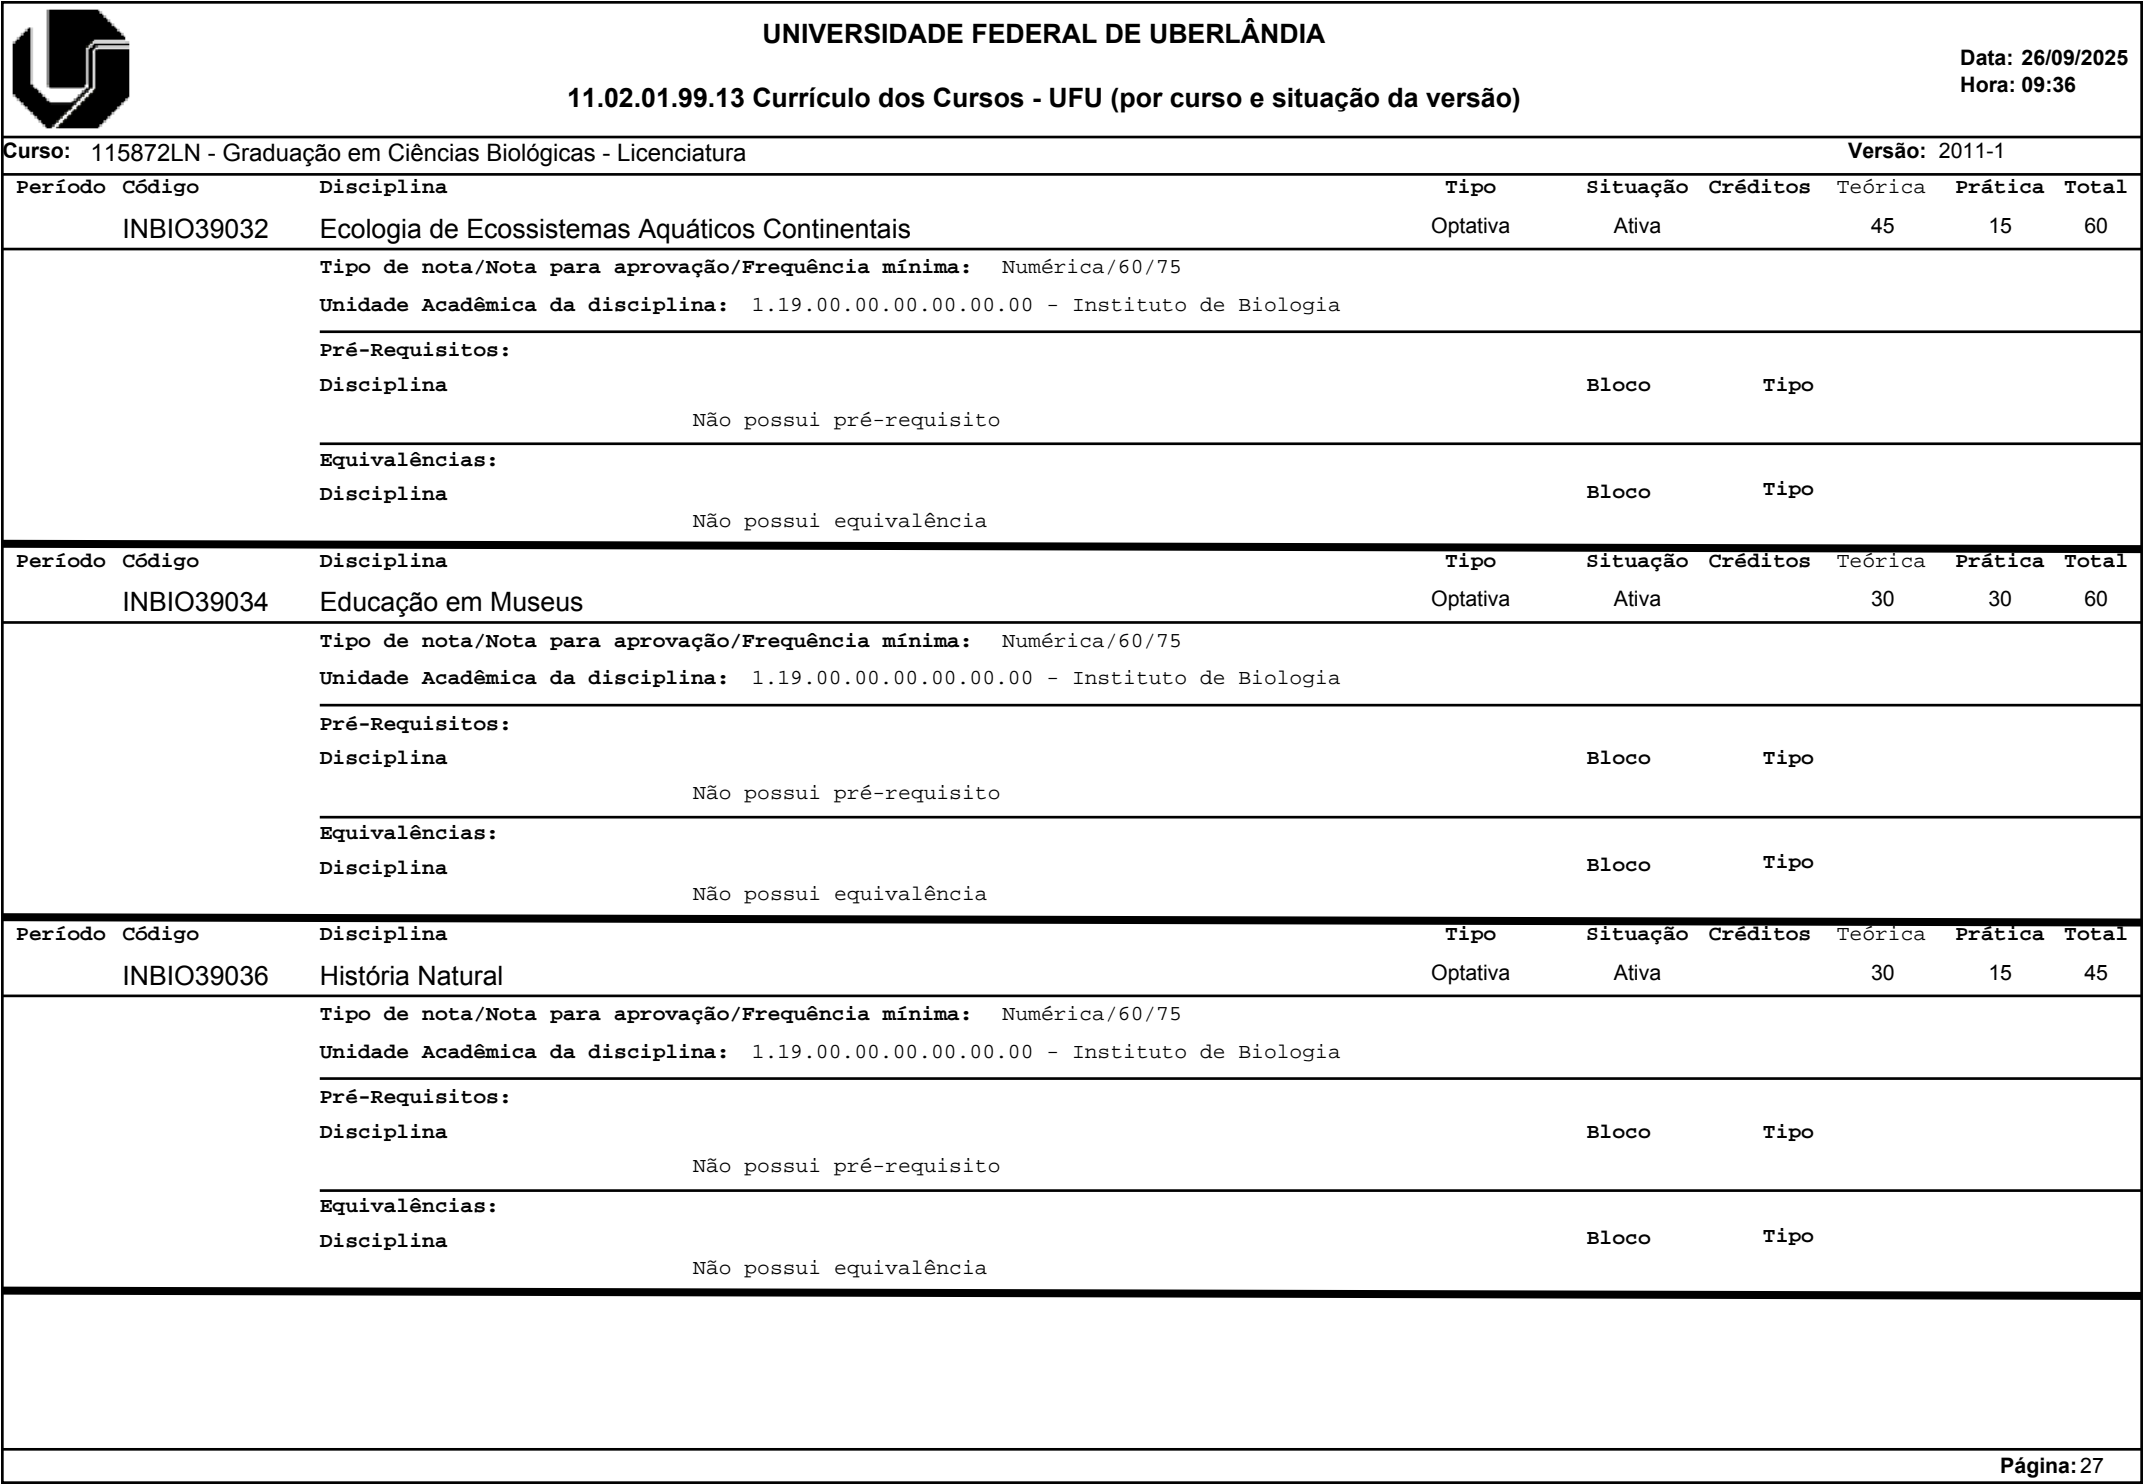 UNIVERSIDADE FEDERAL DE UBERLÂNDIA
Data: 26/09/2025
Hora: 09:36
11.02.01.99.13 Currículo dos Cursos - UFU (por curso e situação da versão)
Curso: 115872LN - Graduação em Ciências Biológicas - Licenciatura Versão: 2011-1
Período Código Disciplina Tipo Situação Créditos Teórica Prática Total
INBIO39032 Ecologia de Ecossistemas Aquáticos Continentais Optativa Ativa 45 15 60
Tipo de nota/Nota para aprovação/Frequência mínima: Numérica/60/75
Unidade Acadêmica da disciplina: 1.19.00.00.00.00.00.00 - Instituto de Biologia
Pré-Requisitos:
Disciplina Bloco Tipo
Não possui pré-requisito
Equivalências:
Disciplina Bloco Tipo
Não possui equivalência
Período Código Disciplina Tipo Situação Créditos Teórica Prática Total
INBIO39034 Educação em Museus Optativa Ativa 30 30 60
Tipo de nota/Nota para aprovação/Frequência mínima: Numérica/60/75
Unidade Acadêmica da disciplina: 1.19.00.00.00.00.00.00 - Instituto de Biologia
Pré-Requisitos:
Disciplina Bloco Tipo
Não possui pré-requisito
Equivalências:
Disciplina Bloco Tipo
Não possui equivalência
Período Código Disciplina Tipo Situação Créditos Teórica Prática Total
INBIO39036 História Natural Optativa Ativa 30 15 45
Tipo de nota/Nota para aprovação/Frequência mínima: Numérica/60/75
Unidade Acadêmica da disciplina: 1.19.00.00.00.00.00.00 - Instituto de Biologia
Pré-Requisitos:
Disciplina Bloco Tipo
Não possui pré-requisito
Equivalências:
Disciplina Bloco Tipo
Não possui equivalência
Página: 27